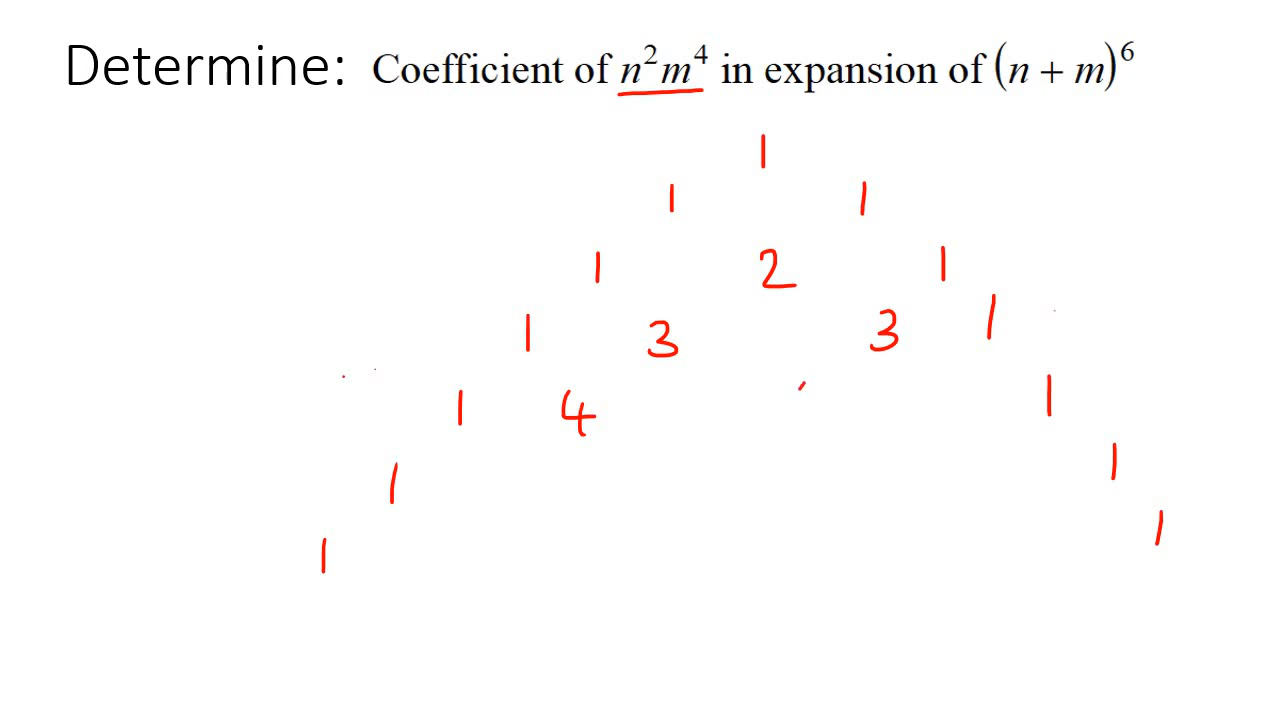 Determine: Coefficient of n²m⁴ in expansion of (n + m)⁶
1
1 1
1 2 1
1 3 3 1
1 4 1
1 1
1 1